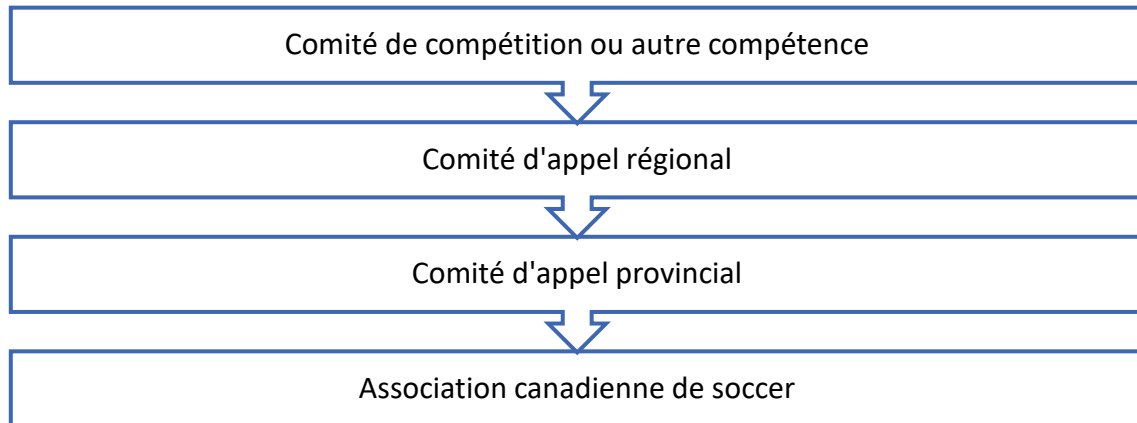 Comité de compétition ou autre compétence
Comité d'appel régional
Comité d'appel provincial
Association canadienne de soccer